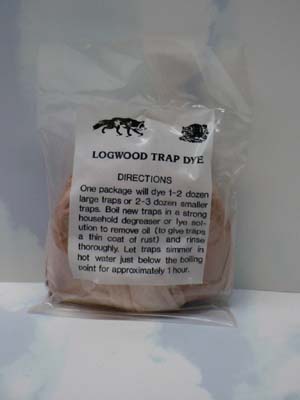 LOGWOOD TRAP DYE
DIRECTIONS
One package will dye 1-2 dozen
large traps or 2-3 dozen smaller
traps. Boil new traps in a strong
household degreaser or lye sol-
ution to remove oil (to give traps
a thin coat of rust) and rinse
thoroughly. Let traps simmer in
hot water just below the boiling
point for approximately 1 hour.